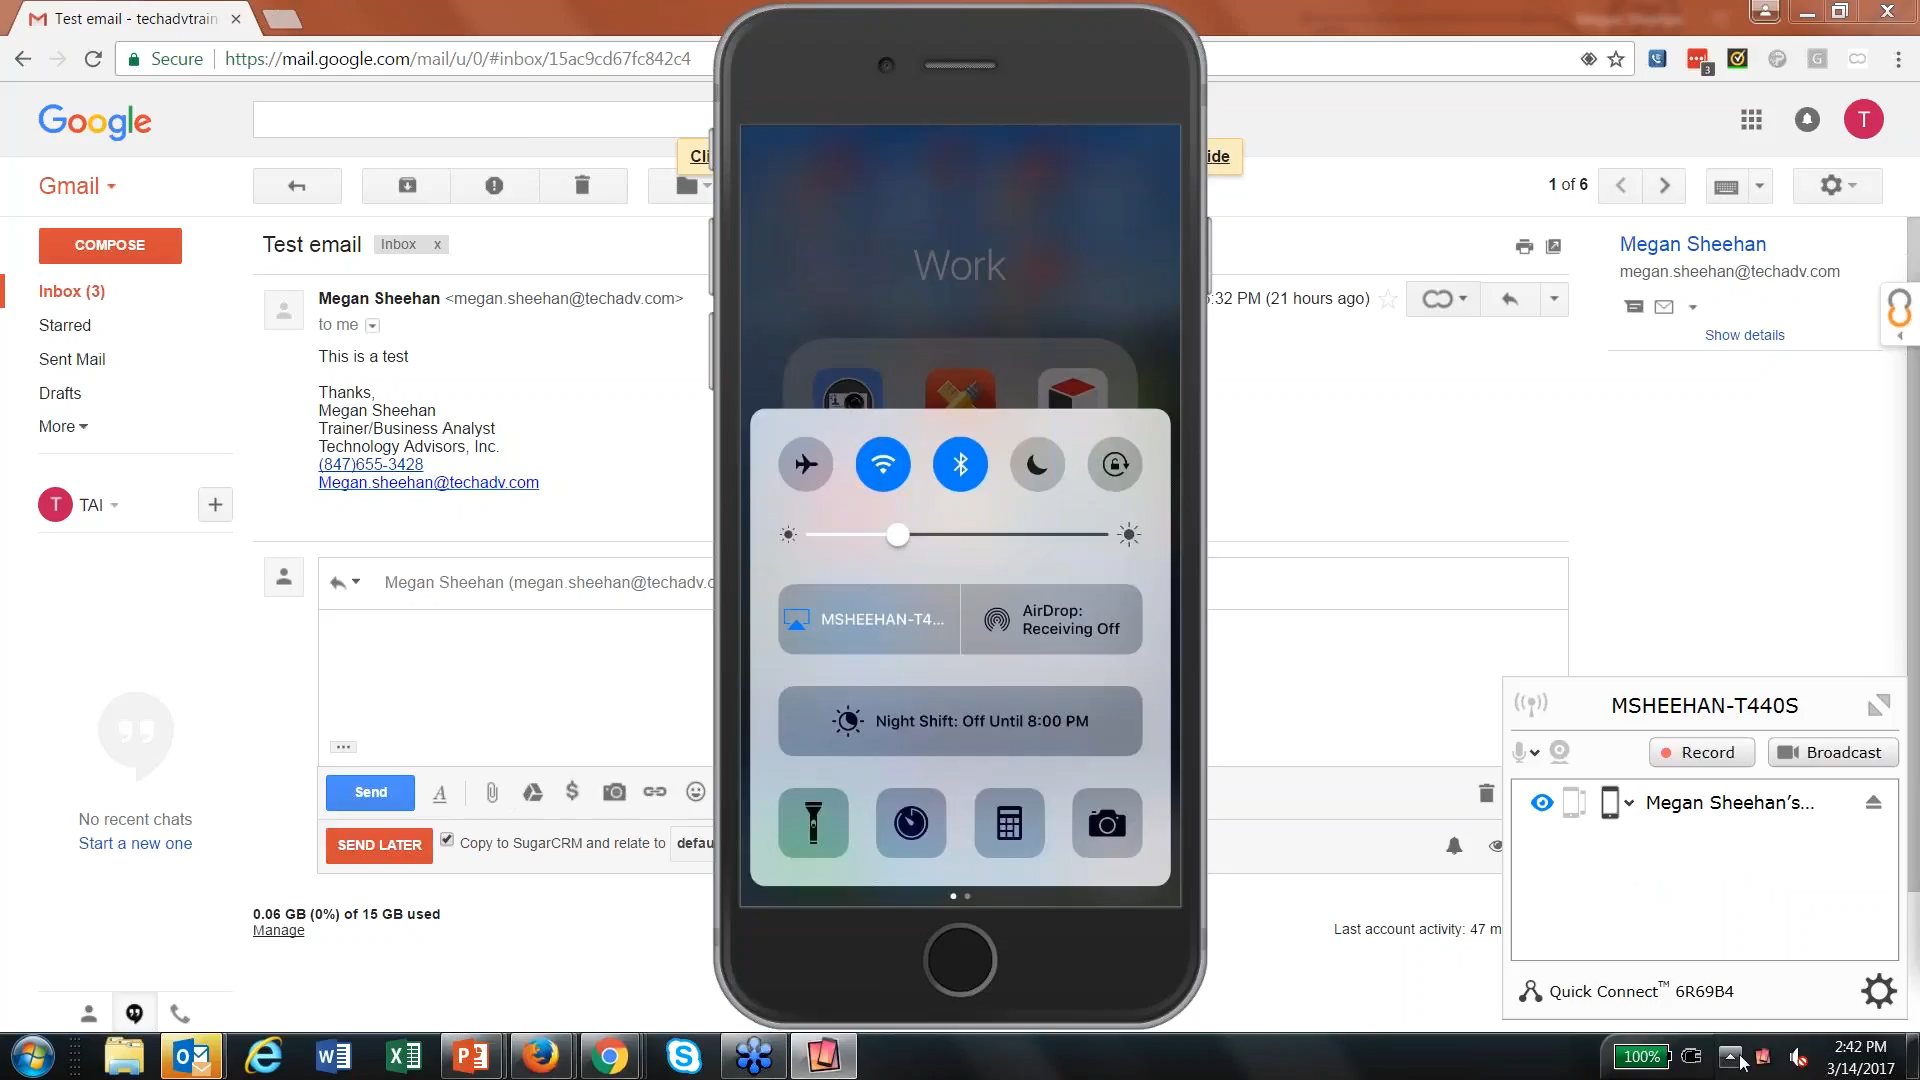 Test email - techadvtrain
Secure
https://mail.google.com/mail/u/0/#inbox/15ac9cd67fc842c4
3
G
Google
T
Cli
ide
Gmail
1 of 6
COMPOSE
Test email
Inbox x
Megan Sheehan
megan.sheehan@techadv.com
Show details
Inbox (3)
Starred
Sent Mail
Drafts
More
Megan Sheehan <megan.sheehan@techadv.com>
:32 PM (21 hours ago)
to me
This is a test
Thanks,
Megan Sheehan
Trainer/Business Analyst
Technology Advisors, Inc.
(847)655-3428
Megan.sheehan@techadv.com
T
TAI
Megan Sheehan (megan.sheehan@techadv.c
Send
SEND LATER
Copy to SugarCRM and relate to
defau
No recent chats
Start a new one
0.06 GB (0%) of 15 GB used
Manage
Last account activity: 47 m
Work
MSHEEHAN-T4...
AirDrop:
Receiving Off
Night Shift: Off Until 8:00 PM
MSHEEHAN-T440S
Record
Broadcast
Megan Sheehan's...
Quick Connect™ 6R69B4
100%
2:42 PM
3/14/2017